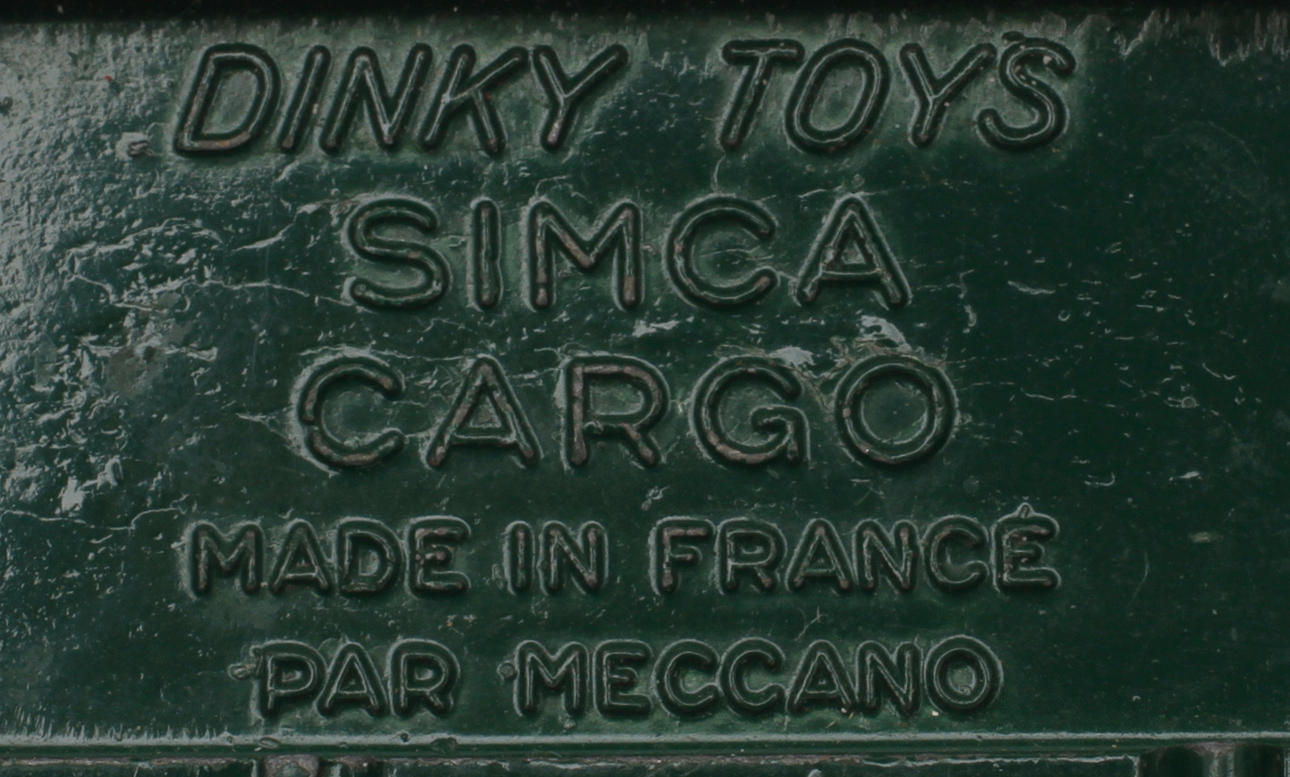 DINKY TOYS
SIMCA
CARGO
MADE IN FRANCE
PAR MECCANO